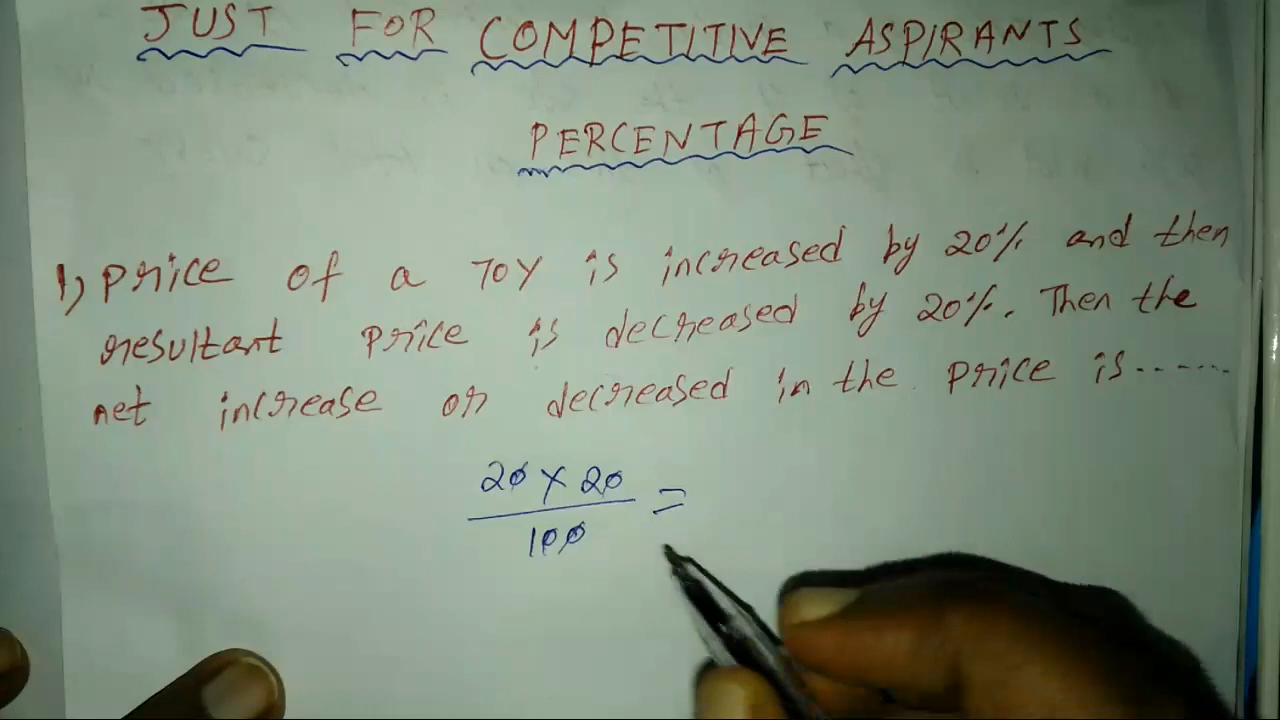 JUST FOR COMPETITIVE ASPIRANTS
PERCENTAGE
1) Price of a TOY is increased by 20% and then
resultant price is decreased by 20%. Then the
net increase or decreased in the price is......
20 X 20
100
=